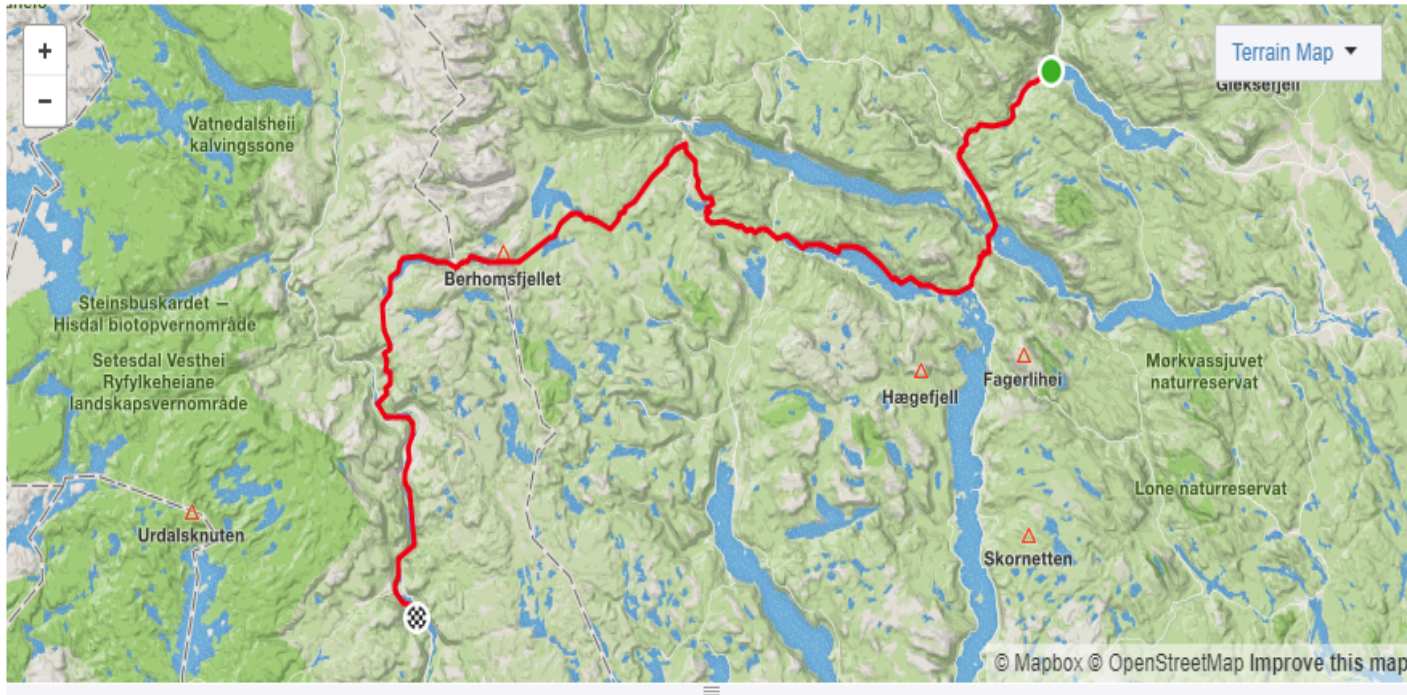 +
Terrain Map
−
Gleksefjell
Vatnedalsheii
kalvingssone
Berhomsfjellet
Steinsbuskardet –
Hisdal biotopvernområde
Setesdal Vesthei
Ryfylkeheiane
landskapsvernområde
Mørkvassjuvet
naturreservat
Fagerlihei
Hægefjell
Lone naturreservat
Urdalsknuten
Skornetten
© Mapbox © OpenStreetMap Improve this map